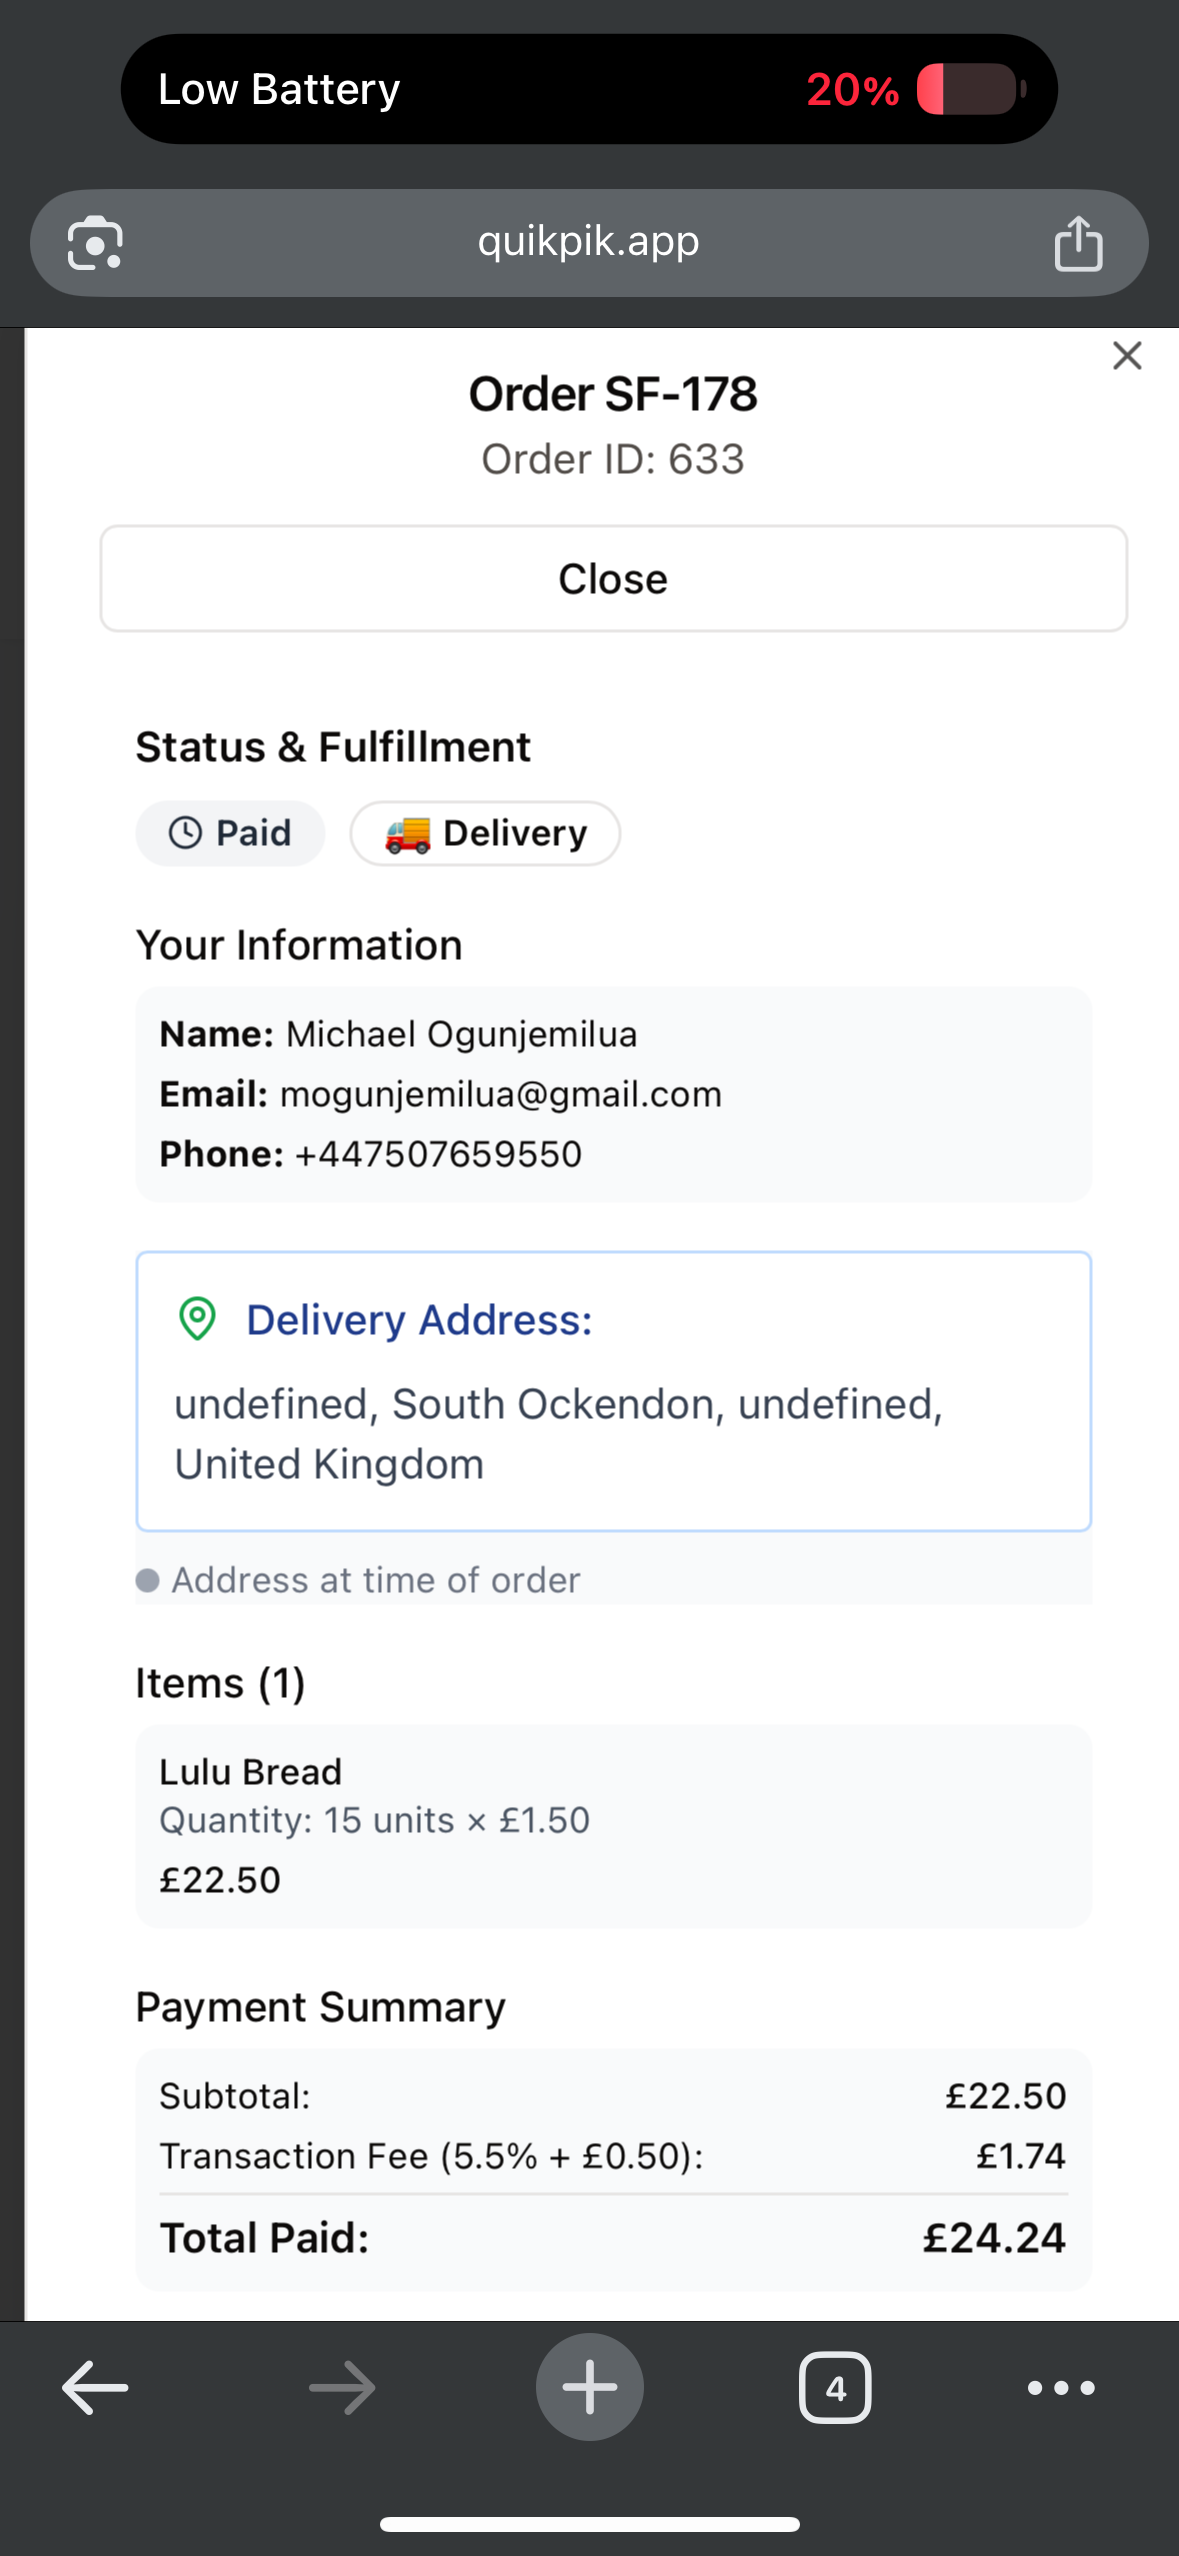 Low Battery 20%
quikpik.app
Order SF-178
Order ID: 633
Close
Status & Fulfillment
Paid Delivery
Your Information
Name: Michael Ogunjemilua
Email: mogunjemilua@gmail.com
Phone: +447507659550
Delivery Address:
undefined, South Ockendon, undefined,
United Kingdom
Address at time of order
Items (1)
Lulu Bread
Quantity: 15 units × £1.50
£22.50
Payment Summary
Subtotal: £22.50
Transaction Fee (5.5% + £0.50): £1.74
Total Paid: £24.24
4